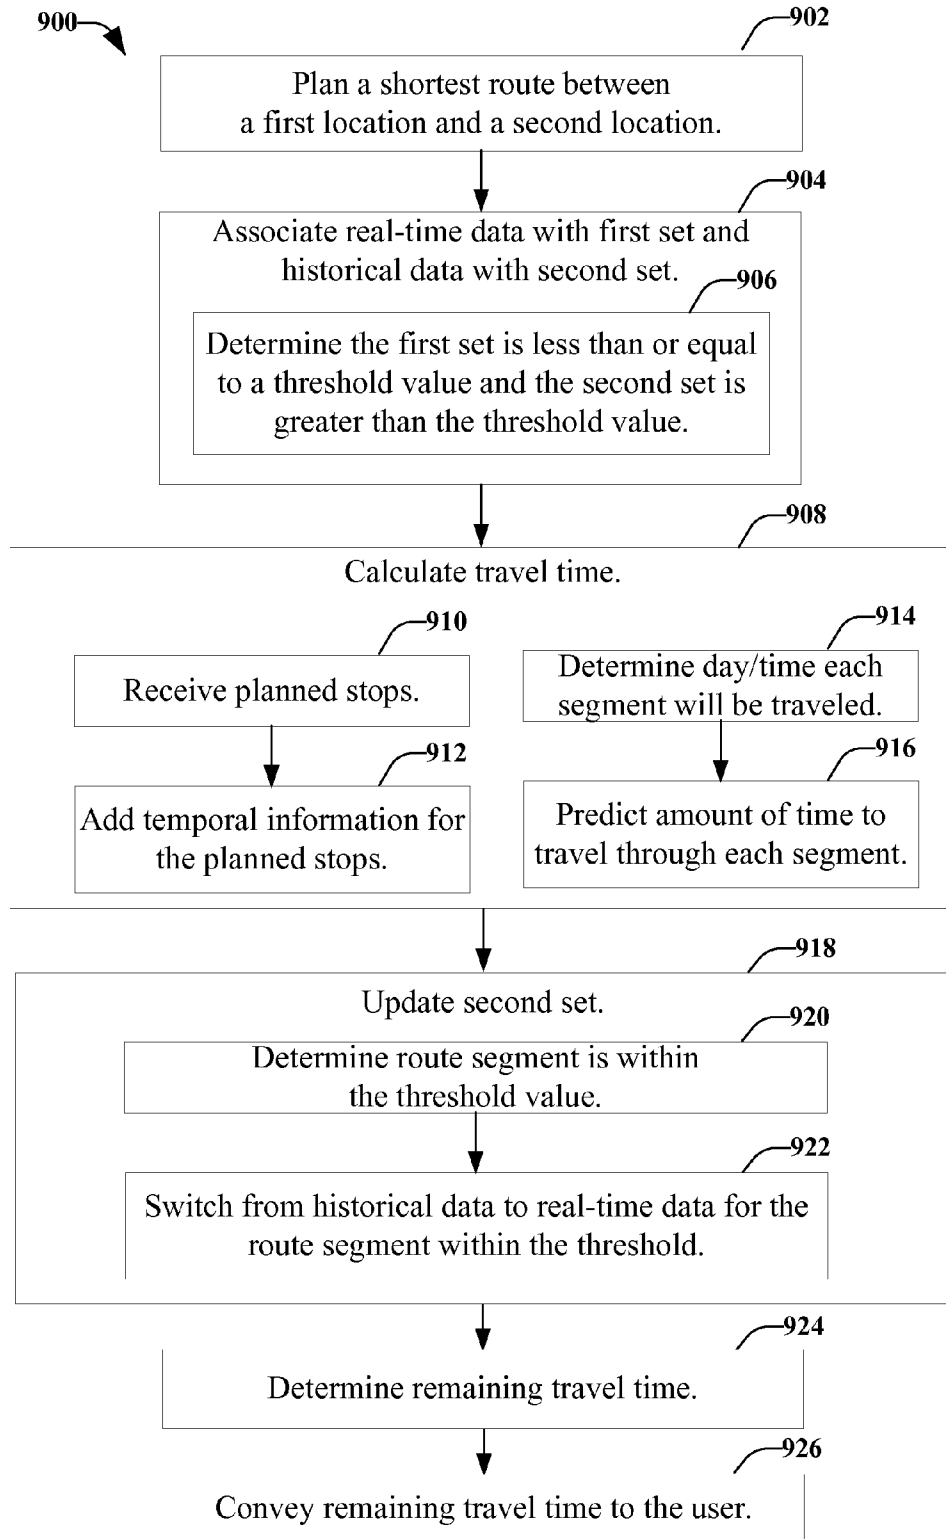 900
902
Plan a shortest route between
a first location and a second location.
904
Associate real-time data with first set and
historical data with second set.
906
Determine the first set is less than or equal
to a threshold value and the second set is
greater than the threshold value.
908
Calculate travel time.
910
Receive planned stops.
912
Add temporal information for
the planned stops.
914
Determine day/time each
segment will be traveled.
916
Predict amount of time to
travel through each segment.
918
Update second set.
920
Determine route segment is within
the threshold value.
922
Switch from historical data to real-time data for the
route segment within the threshold.
924
Determine remaining travel time.
926
Convey remaining travel time to the user.